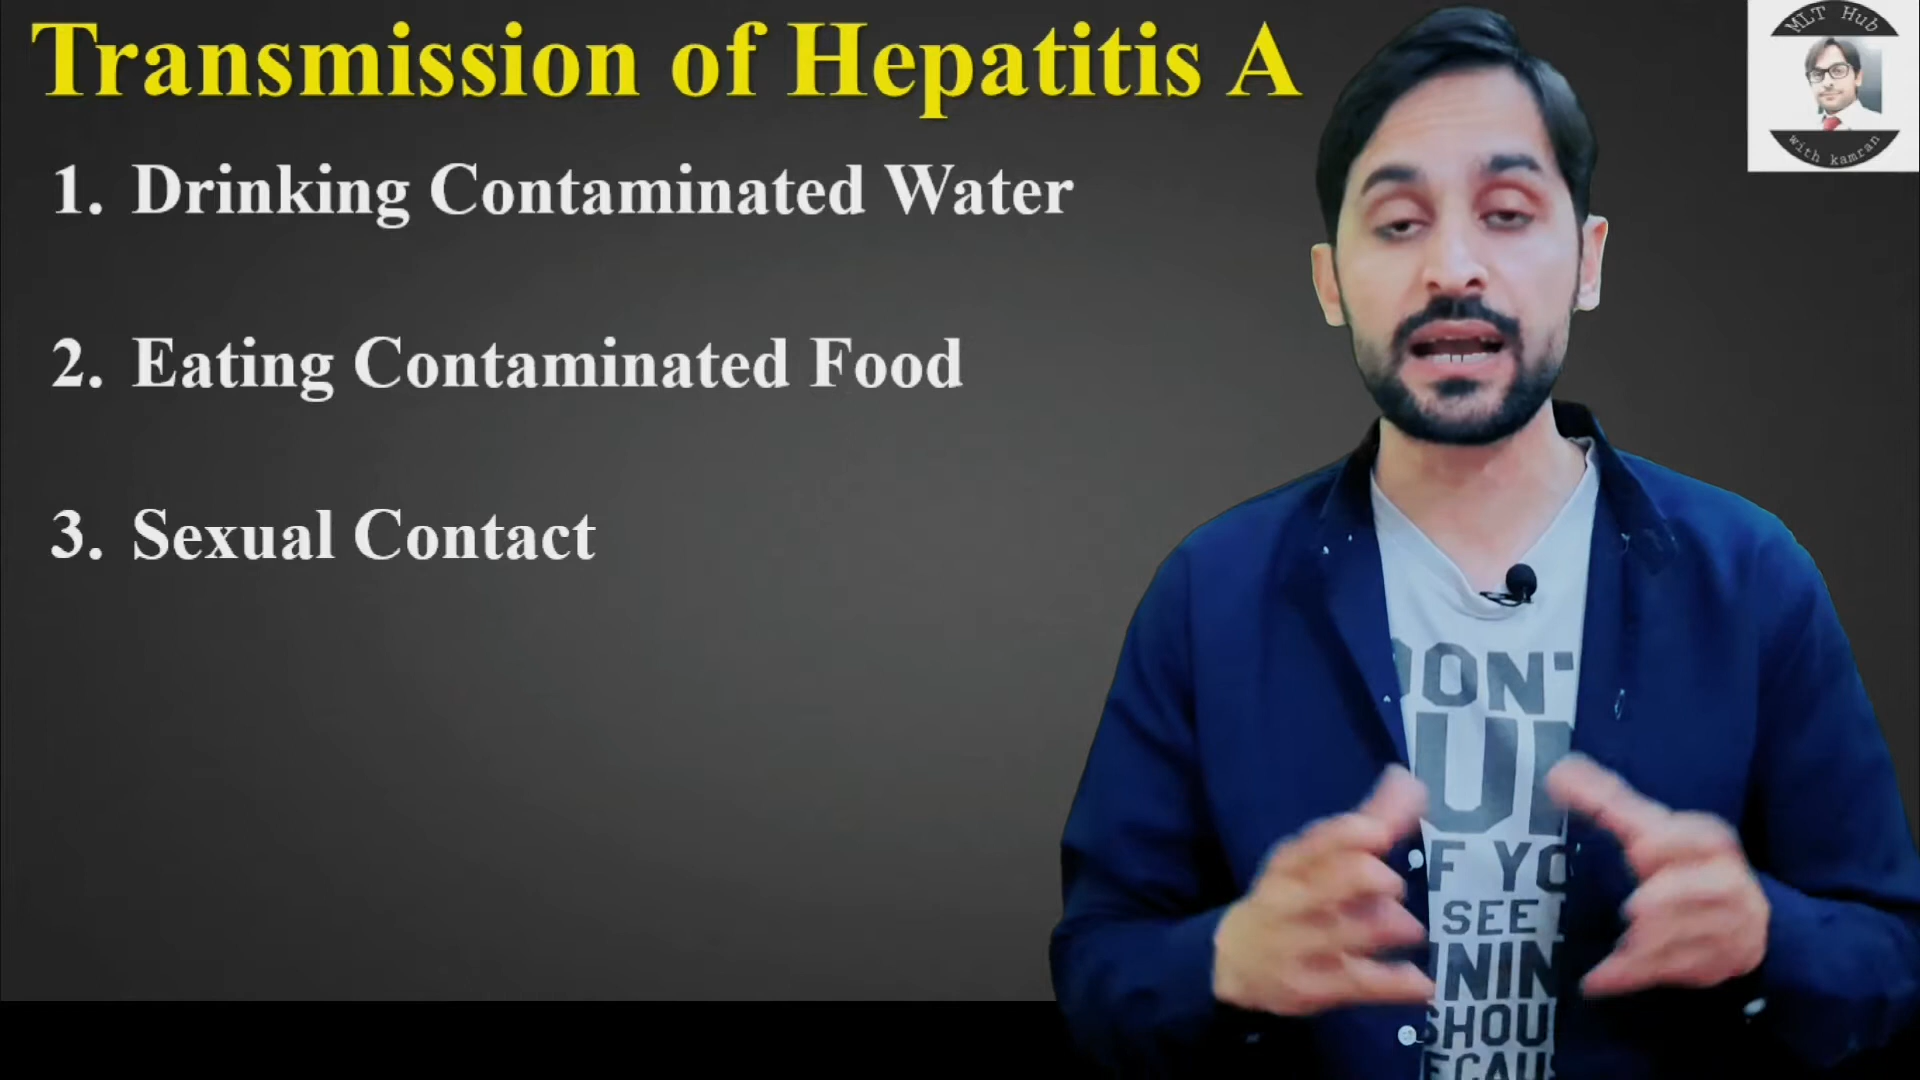 Transmission of Hepatitis A
MLT Hub
with kamran
1. Drinking Contaminated Water
2. Eating Contaminated Food
3. Sexual Contact
F YO
SEE